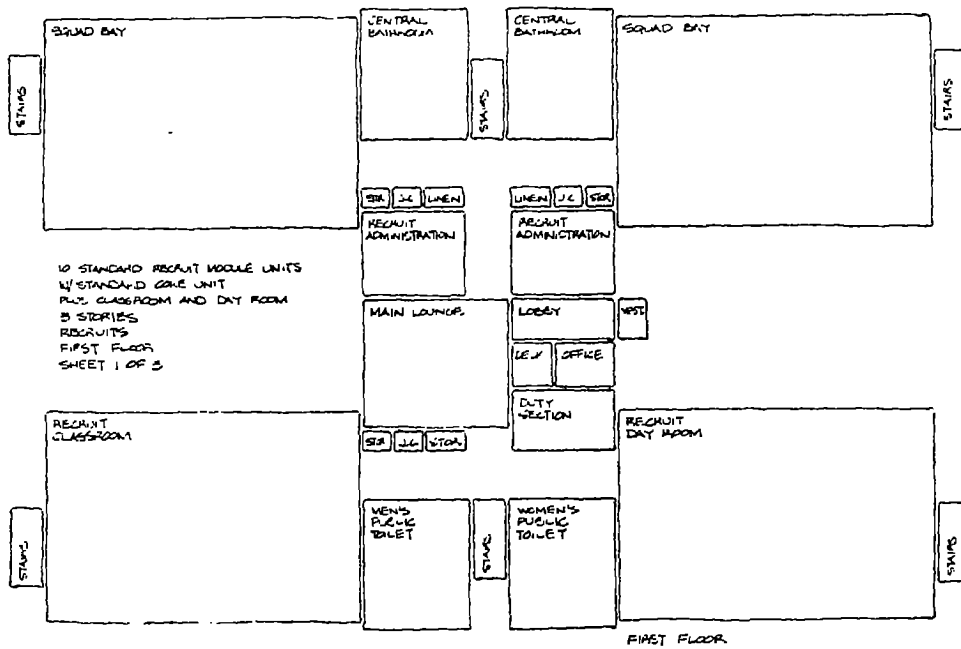 SQUAD BAY
CENTRAL
BATHROOM
CENTRAL
BATHROOM
SQUAD BAY
STAIRS
STAIRS
STAIRS
STR
J.C
LINEN
LINEN
J.C
STOR
RECRUIT
ADMINISTRATION
RECRUIT
ADMINISTRATION
10 STANDARD RECRUIT MODULE UNITS
W/ STANDARD CORE UNIT
PLUS CLASSROOM AND DAY ROOM
3 STORIES
RECRUITS
FIRST FLOOR
SHEET 1 OF 3
MAIN LOUNGE
LOBBY
VEST
OFFICE
DUTY
SECTION
RECRUIT
CLASSROOM
STR
J.C
STOR
RECRUIT
DAY ROOM
STAIRS
MEN'S
PUBLIC
TOILET
STAIRS
WOMEN'S
PUBLIC
TOILET
STAIRS
FIRST FLOOR